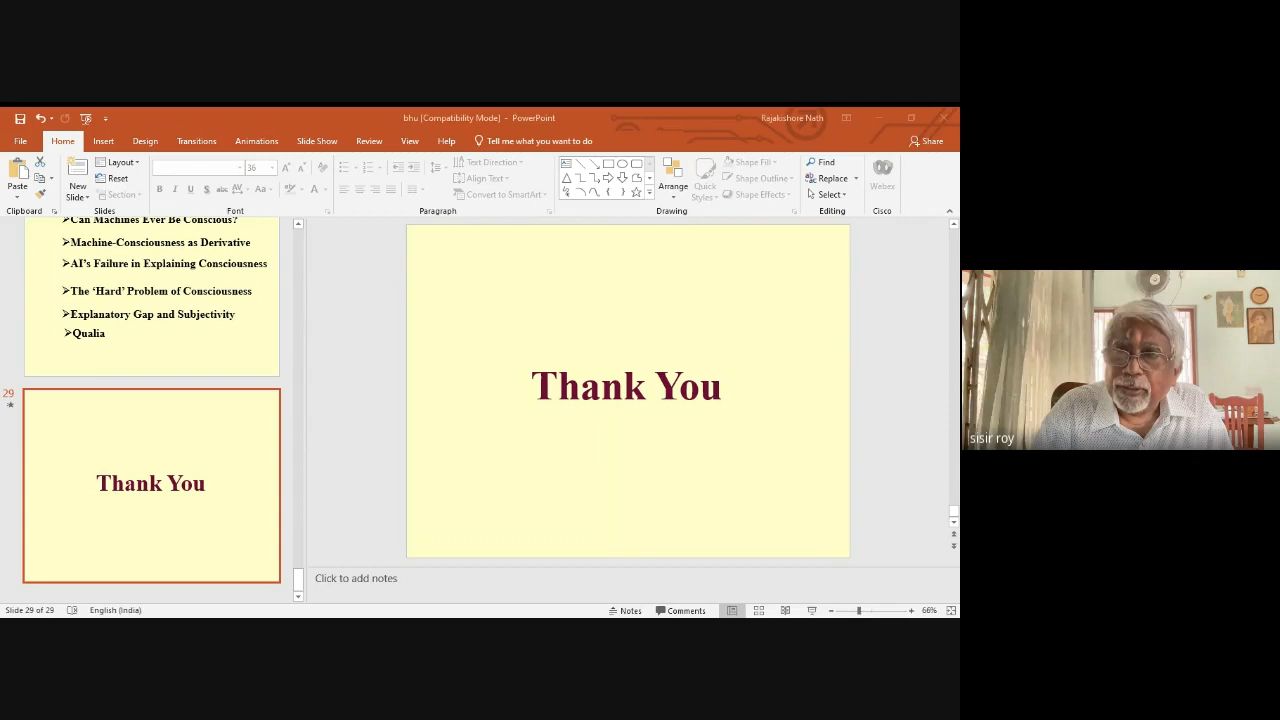 bhu [Compatibility Mode] - PowerPoint
Rajakishore Nath
File Home Insert Design Transitions Animations Slide Show Review View Help Tell me what you want to do Share
Paste
New Slide
Layout
Reset
Section
36
B I U S abc AV Aa A
Text Direction
Align Text
Convert to SmartArt
Arrange
Quick Styles
Shape Fill
Shape Outline
Shape Effects
Find
Replace
Select
Webex
Clipboard Slides Font Paragraph Drawing Editing Cisco
➢Can Machines Ever Be Conscious?
➢Machine-Consciousness as Derivative
➢AI's Failure in Explaining Consciousness
➢The ‘Hard’ Problem of Consciousness
➢Explanatory Gap and Subjectivity
➢Qualia
29
Thank You
Thank You
Click to add notes
Slide 29 of 29 English (India) Notes Comments 66%
sisir roy